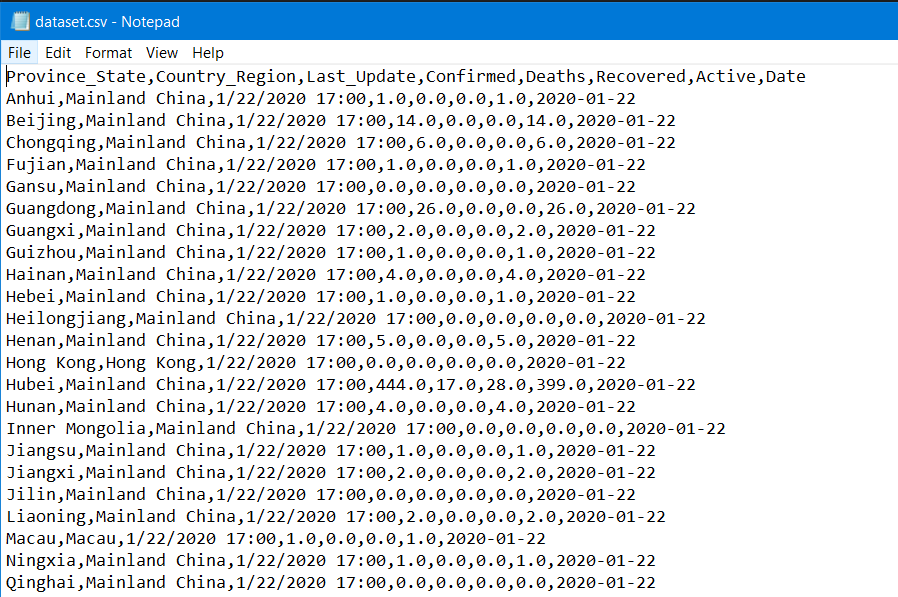 dataset.csv - Notepad
File Edit Format View Help
Province_State,Country_Region,Last_Update,Confirmed,Deaths,Recovered,Active,Date
Anhui,Mainland China,1/22/2020 17:00,1.0,0.0,0.0,1.0,2020-01-22
Beijing,Mainland China,1/22/2020 17:00,14.0,0.0,0.0,14.0,2020-01-22
Chongqing,Mainland China,1/22/2020 17:00,6.0,0.0,0.0,6.0,2020-01-22
Fujian,Mainland China,1/22/2020 17:00,1.0,0.0,0.0,1.0,2020-01-22
Gansu,Mainland China,1/22/2020 17:00,0.0,0.0,0.0,0.0,2020-01-22
Guangdong,Mainland China,1/22/2020 17:00,26.0,0.0,0.0,26.0,2020-01-22
Guangxi,Mainland China,1/22/2020 17:00,2.0,0.0,0.0,2.0,2020-01-22
Guizhou,Mainland China,1/22/2020 17:00,1.0,0.0,0.0,1.0,2020-01-22
Hainan,Mainland China,1/22/2020 17:00,4.0,0.0,0.0,4.0,2020-01-22
Hebei,Mainland China,1/22/2020 17:00,1.0,0.0,0.0,1.0,2020-01-22
Heilongjiang,Mainland China,1/22/2020 17:00,0.0,0.0,0.0,0.0,2020-01-22
Henan,Mainland China,1/22/2020 17:00,5.0,0.0,0.0,5.0,2020-01-22
Hong Kong,Hong Kong,1/22/2020 17:00,0.0,0.0,0.0,0.0,2020-01-22
Hubei,Mainland China,1/22/2020 17:00,444.0,17.0,28.0,399.0,2020-01-22
Hunan,Mainland China,1/22/2020 17:00,4.0,0.0,0.0,4.0,2020-01-22
Inner Mongolia,Mainland China,1/22/2020 17:00,0.0,0.0,0.0,0.0,2020-01-22
Jiangsu,Mainland China,1/22/2020 17:00,1.0,0.0,0.0,1.0,2020-01-22
Jiangxi,Mainland China,1/22/2020 17:00,2.0,0.0,0.0,2.0,2020-01-22
Jilin,Mainland China,1/22/2020 17:00,0.0,0.0,0.0,0.0,2020-01-22
Liaoning,Mainland China,1/22/2020 17:00,2.0,0.0,0.0,2.0,2020-01-22
Macau,Macau,1/22/2020 17:00,1.0,0.0,0.0,1.0,2020-01-22
Ningxia,Mainland China,1/22/2020 17:00,1.0,0.0,0.0,1.0,2020-01-22
Qinghai,Mainland China,1/22/2020 17:00,0.0,0.0,0.0,0.0,2020-01-22